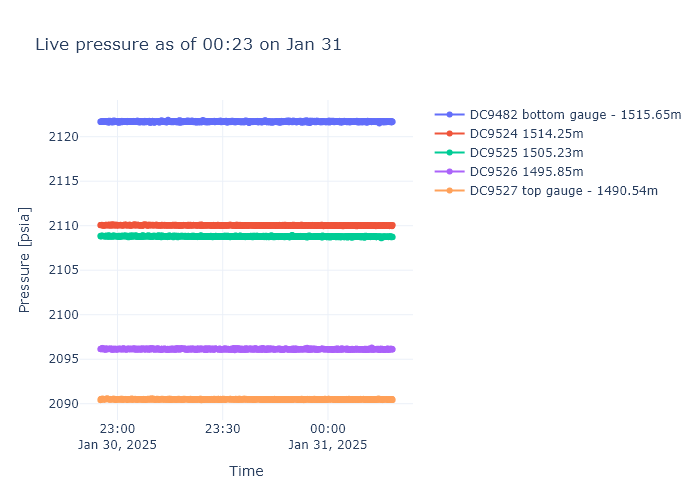 Live pressure as of 00:23 on Jan 31
DC9482 bottom gauge - 1515.65m
DC9524 1514.25m
DC9525 1505.23m
DC9526 1495.85m
DC9527 top gauge - 1490.54m
Pressure [psia]
2120
2115
2110
2105
2100
2095
2090
23:00
Jan 30, 2025
23:30
00:00
Jan 31, 2025
Time